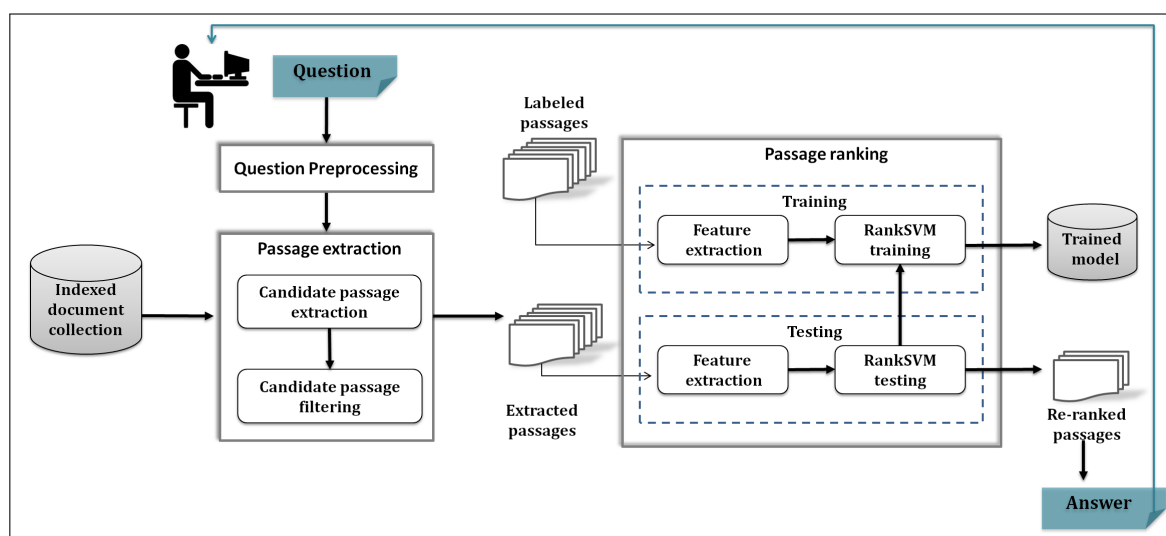 Question
Question Preprocessing
Passage extraction
Candidate passage
extraction
Candidate passage
filtering
Indexed
document
collection
Labeled
passages
Extracted
passages
Passage ranking
Training
Feature
extraction
RankSVM
training
Testing
Feature
extraction
RankSVM
testing
Trained
model
Re-ranked
passages
Answer